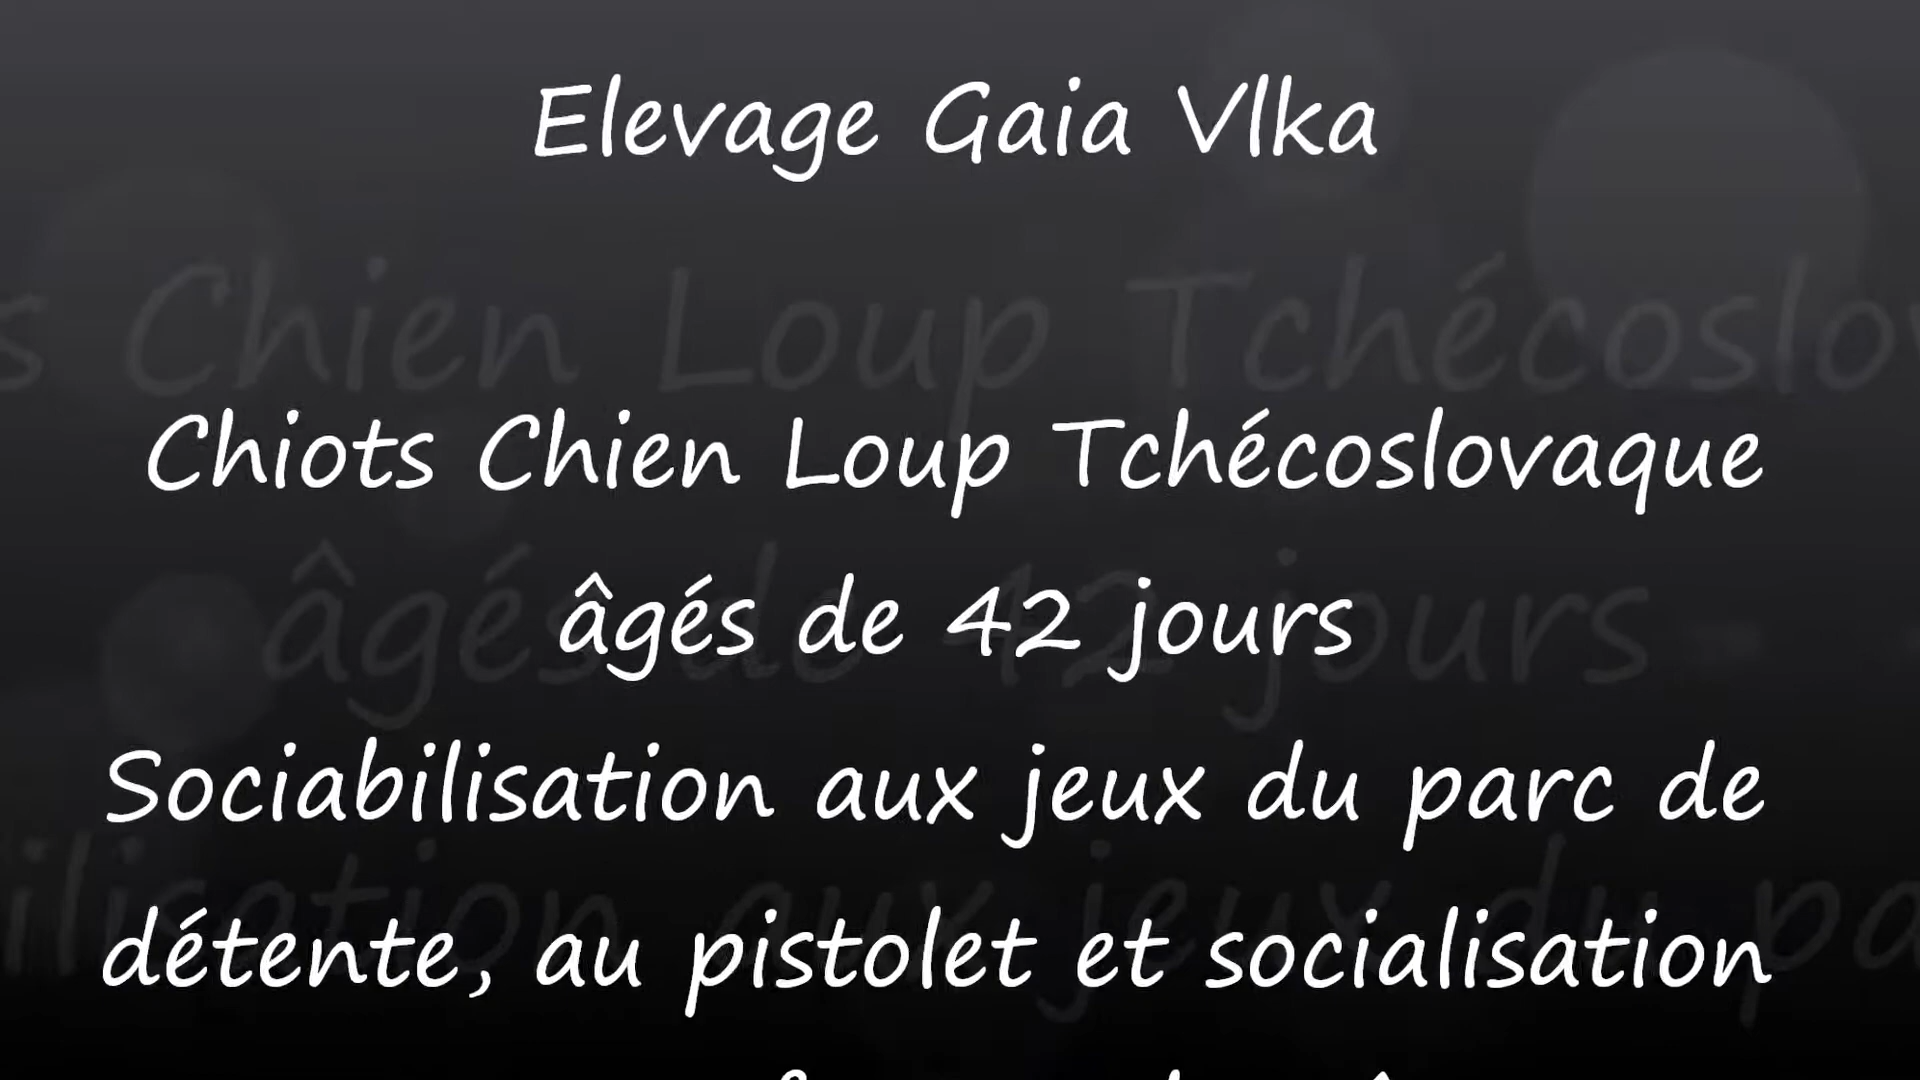 Elevage Gaia Vlka
Chiots Chien Loup Tchécoslovaque
âgés de 42 jours
Sociabilisation aux jeux du parc de
détente, au pistolet et socialisation